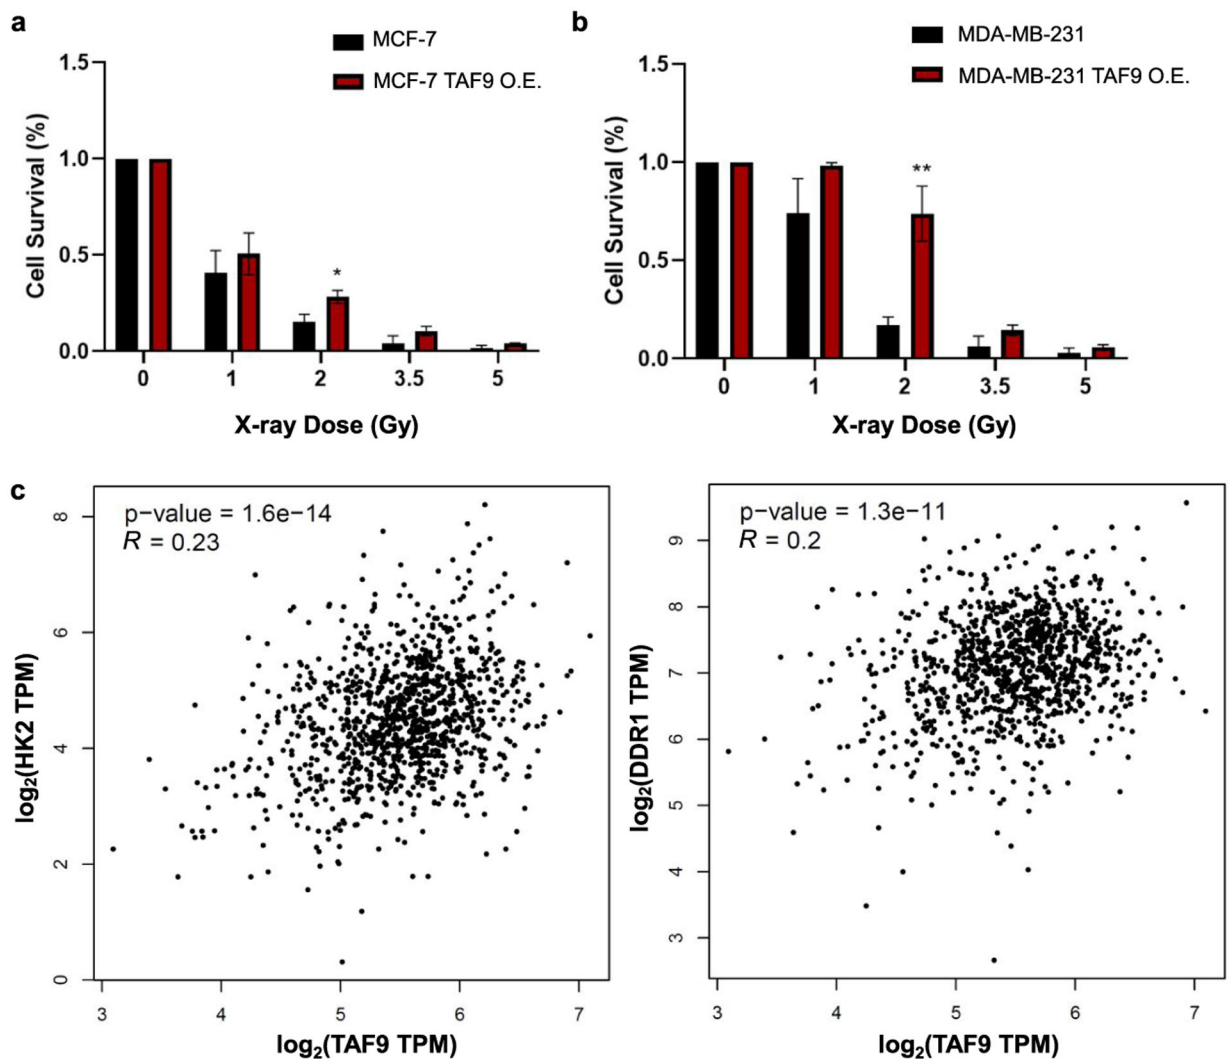 a
MCF-7
MCF-7 TAF9 O.E.
Cell Survival (%)
1.5
1.0
0.5
0.0
*
0 1 2 3.5 5
X-ray Dose (Gy)
b
MDA-MB-231
MDA-MB-231 TAF9 O.E.
Cell Survival (%)
1.5
1.0
0.5
0.0
**
0 1 2 3.5 5
X-ray Dose (Gy)
c
p-value = 1.6e-14
R = 0.23
log₂(HK2 TPM)
8
6
4
2
0
3 4 5 6 7
log₂(TAF9 TPM)
p-value = 1.3e-11
R = 0.2
log₂(DDR1 TPM)
9
8
7
6
5
4
3
3 4 5 6 7
log₂(TAF9 TPM)